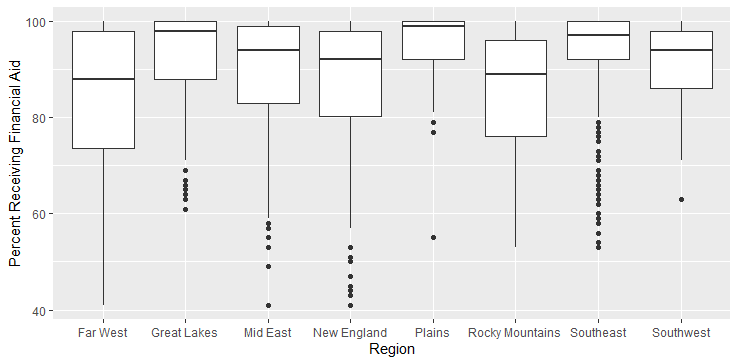 Percent Receiving Financial Aid
100
80
60
40
Far West Great Lakes Mid East New England Plains Rocky Mountains Southeast Southwest
Region